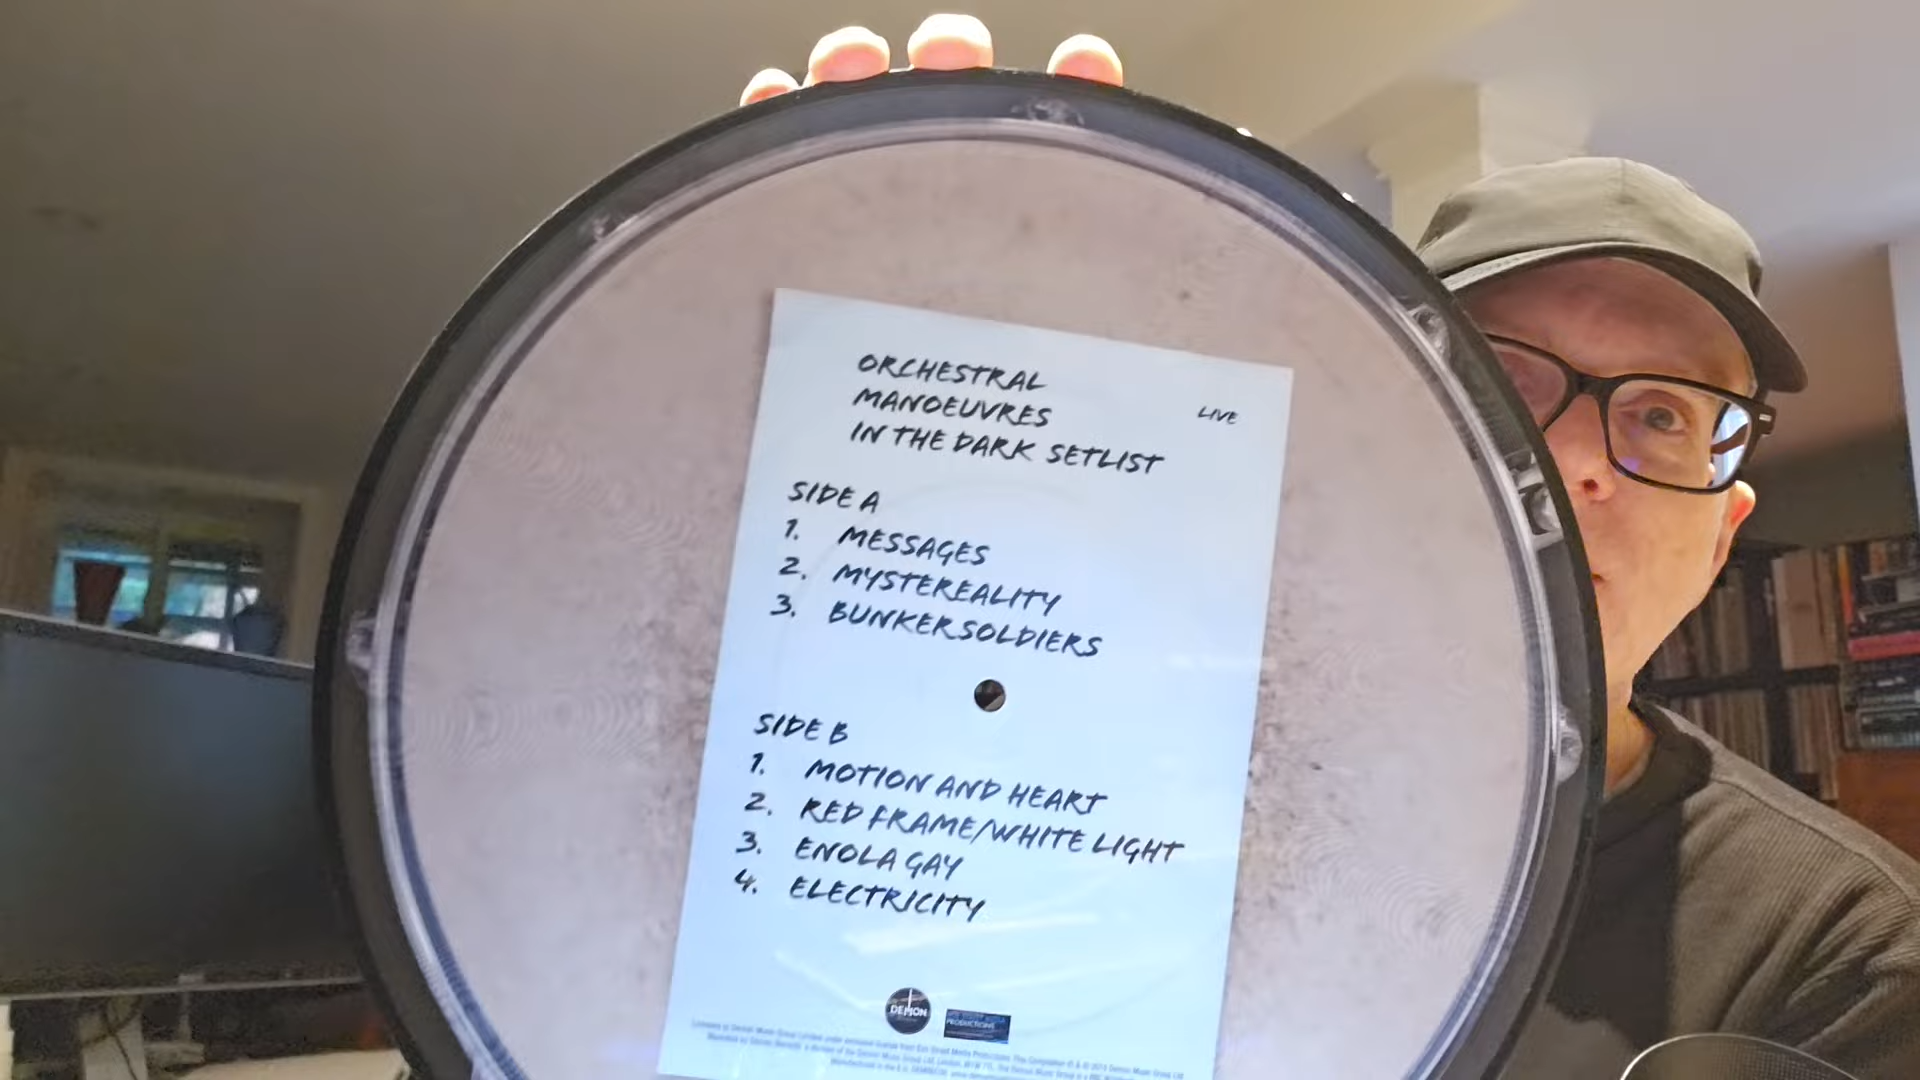 ORCHESTRAL
MANOEUVRES
IN THE DARK SETLIST
LIVE
SIDE A
1. MESSAGES
2. MYSTEREALITY
3. BUNKERSOLDIERS
SIDE B
1. MOTION AND HEART
2. RED FRAME/WHITE LIGHT
3. ENOLA GAY
4. ELECTRICITY
DEMON
PRODUCTIONS